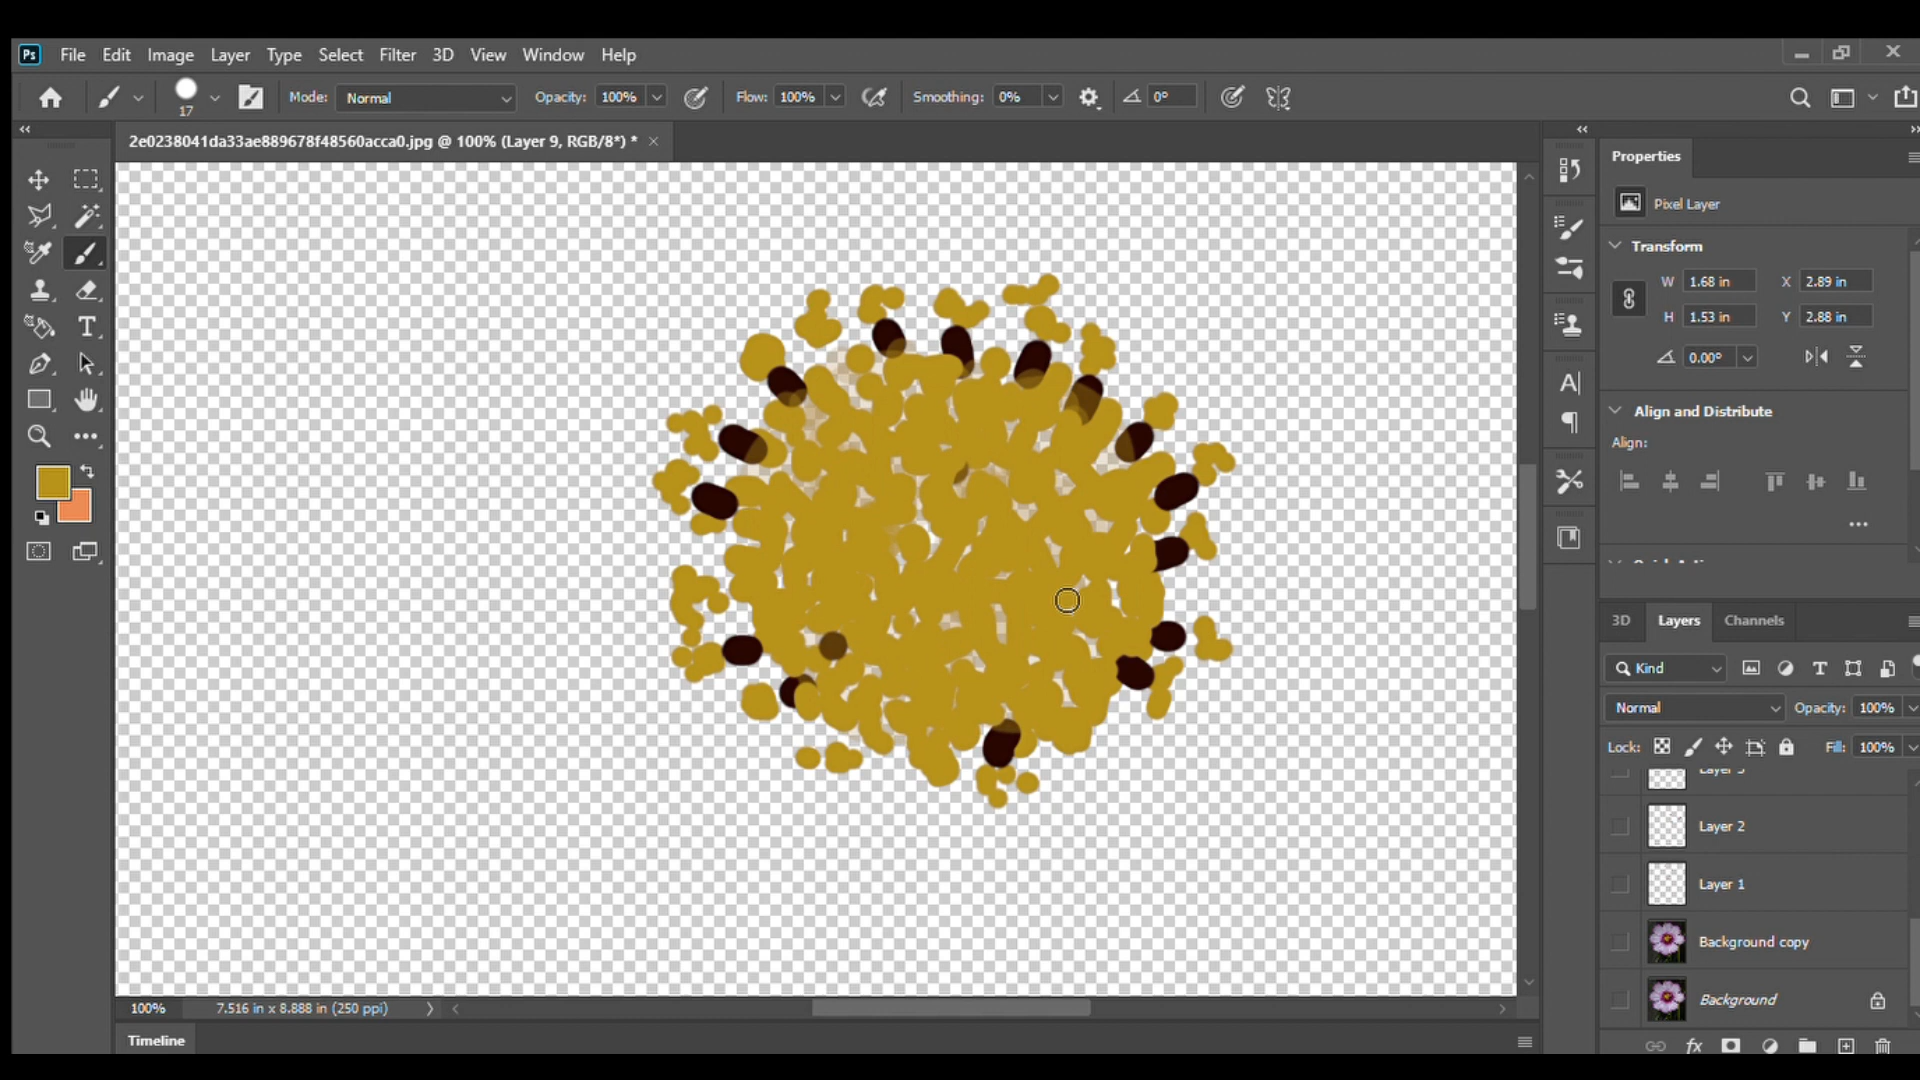 Ps File Edit Image Layer Type Select Filter 3D View Window Help
17 Mode: Normal Opacity: 100% Flow: 100% Smoothing: 0% 0°
2e0238041da33ae889678f48560acca0.jpg @ 100% (Layer 9, RGB/8*) *
Properties
Pixel Layer
Transform
W 1.68 in X 2.89 in
H 1.53 in Y 2.88 in
0.00°
Align and Distribute
Align:
3D Layers Channels
Kind
Normal Opacity: 100%
Lock: Fill: 100%
Layer 2
Layer 1
Background copy
Background
100% 7.516 in x 8.888 in (250 ppi)
Timeline